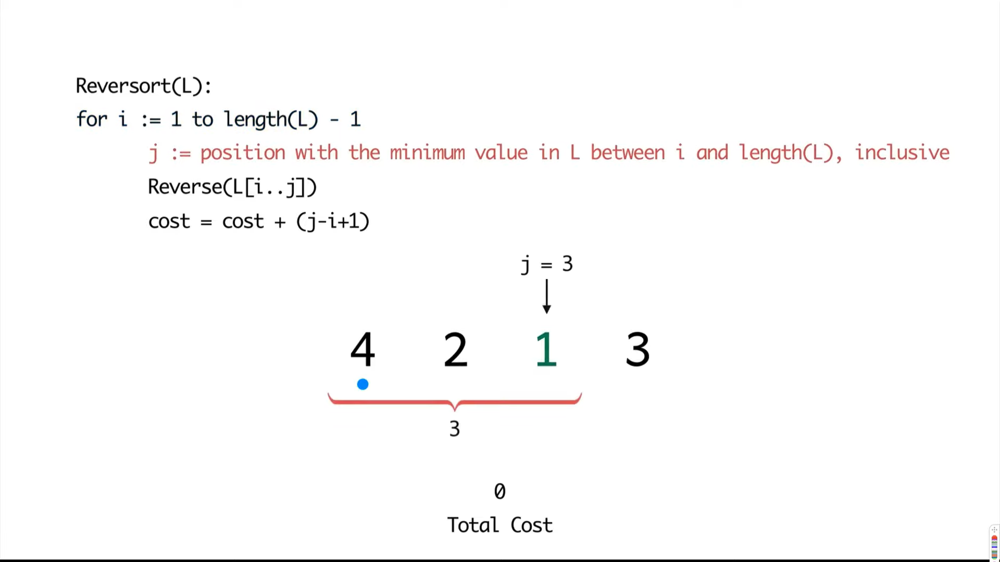 Reversort(L):
for i := 1 to length(L) - 1
j := position with the minimum value in L between i and length(L), inclusive
Reverse(L[i..j])
cost = cost + (j-i+1)
j = 3
4 2 1 3
3
0
Total Cost